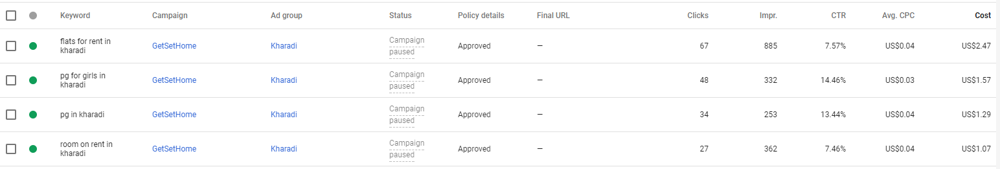 Keyword Campaign Ad group Status Policy details Final URL Clicks Impr. CTR Avg. CPC Cost
flats for rent in kharadi GetSetHome Kharadi Campaign paused Approved — 67 885 7.57% US$0.04 US$2.47
pg for girls in kharadi GetSetHome Kharadi Campaign paused Approved — 48 332 14.46% US$0.03 US$1.57
pg in kharadi GetSetHome Kharadi Campaign paused Approved — 34 253 13.44% US$0.04 US$1.29
room on rent in kharadi GetSetHome Kharadi Campaign paused Approved — 27 362 7.46% US$0.04 US$1.07